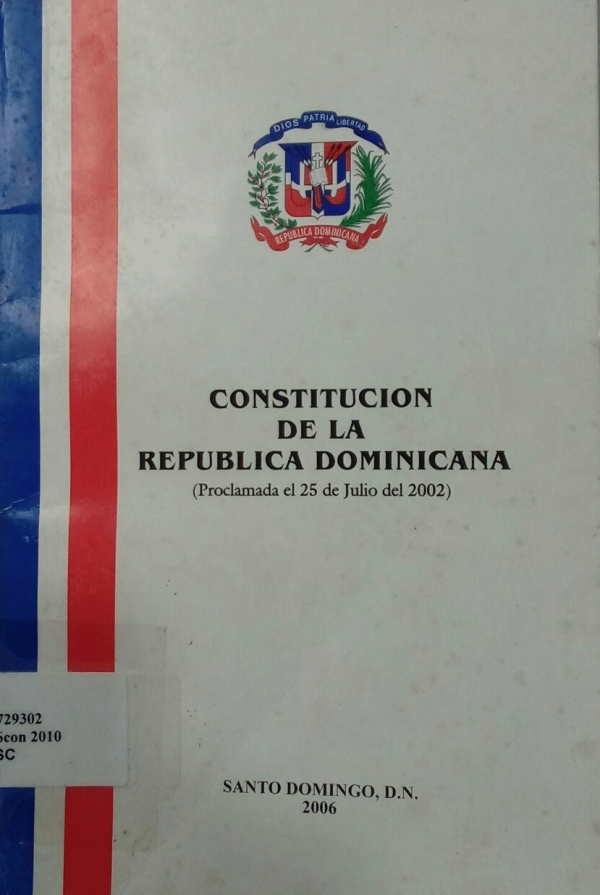 DIOS PATRIA LIBERTAD
REPUBLICA DOMINICANA
CONSTITUCION
DE LA
REPUBLICA DOMINICANA
(Proclamada el 25 de Julio del 2002)
729302
6con 2010
SC
SANTO DOMINGO, D.N.
2006